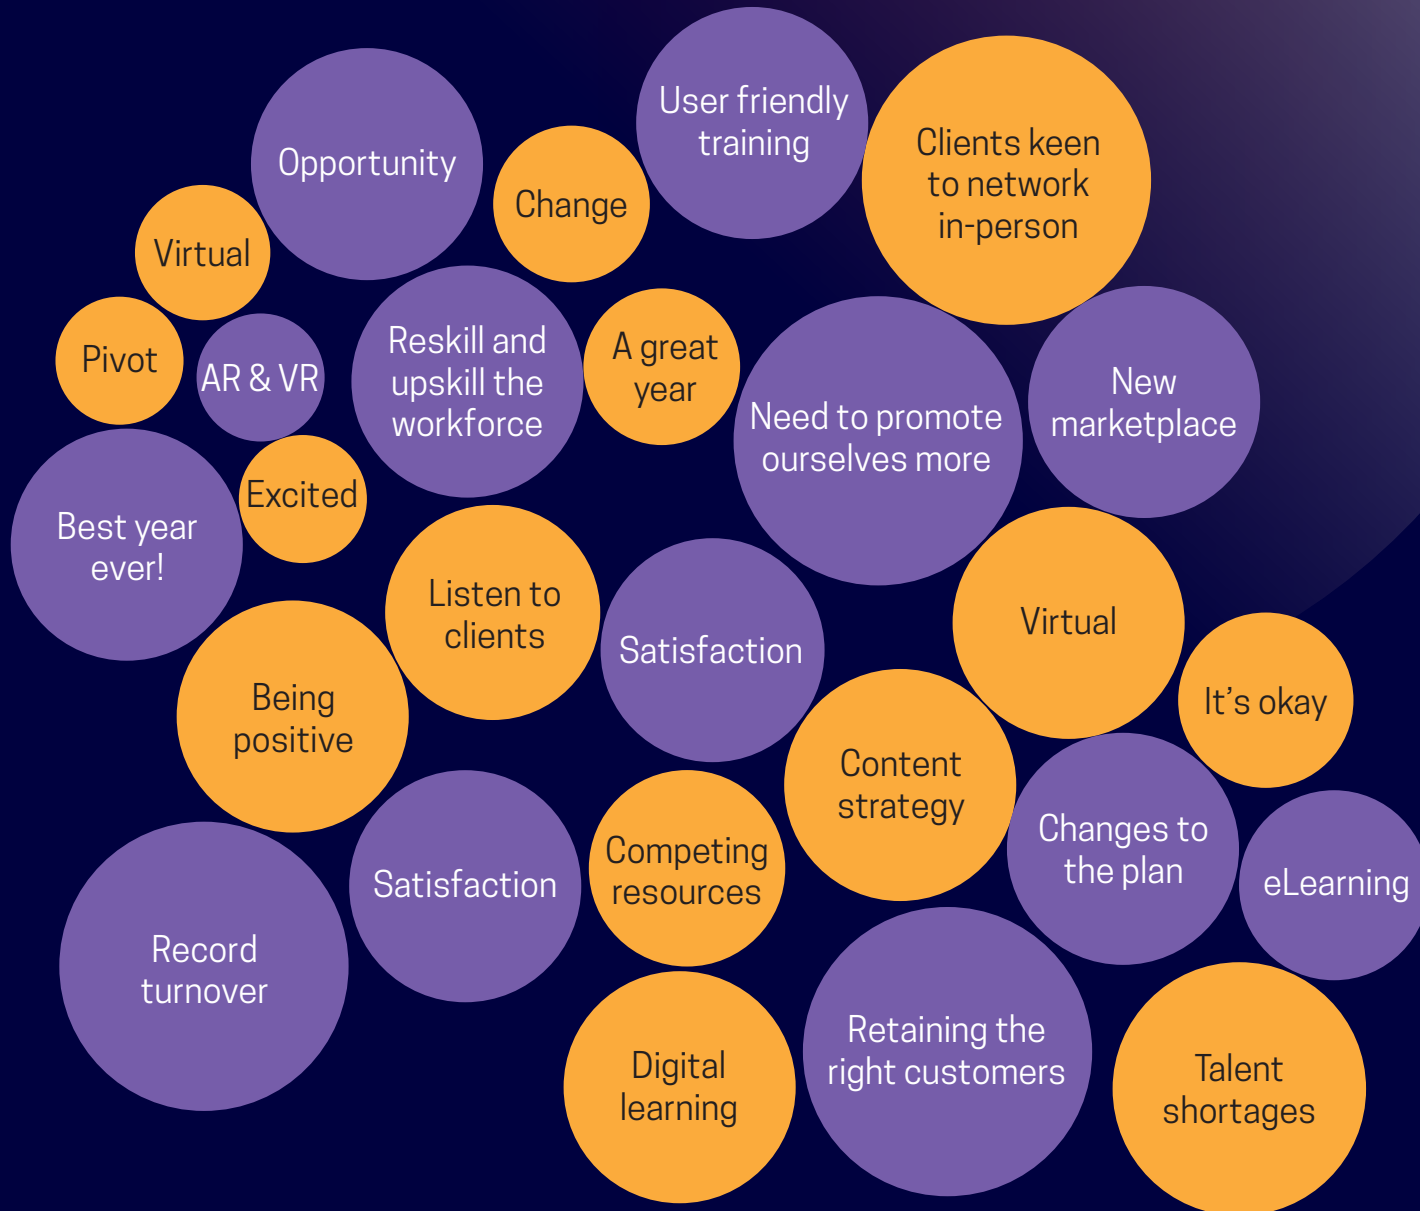 User friendly
training
Opportunity
Clients keen
to network
in-person
Change
Virtual
Pivot
AR & VR
Reskill and
upskill the
workforce
A great
year
Need to promote
ourselves more
New
marketplace
Excited
Best year
ever!
Listen to
clients
Satisfaction
Virtual
It's okay
Being
positive
Content
strategy
Changes to
the plan
Satisfaction
Competing
resources
eLearning
Record
turnover
Digital
learning
Retaining the
right customers
Talent
shortages